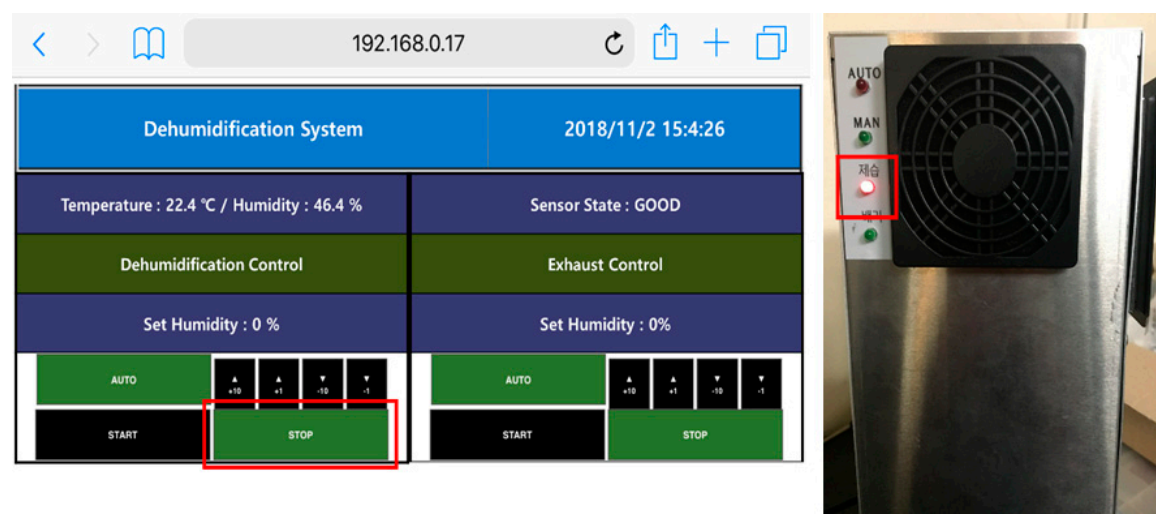 192.168.0.17
Dehumidification System
2018/11/2 15:4:26
Temperature : 22.4 ℃ / Humidity : 46.4 %
Sensor State : GOOD
Dehumidification Control
Exhaust Control
Set Humidity : 0 %
Set Humidity : 0%
AUTO
▲ +10
▲ +1
▼ -10
▼ -1
START
STOP
AUTO
▲ +10
▲ +1
▼ -10
▼ -1
START
STOP
AUTO
MAN
제습
배기